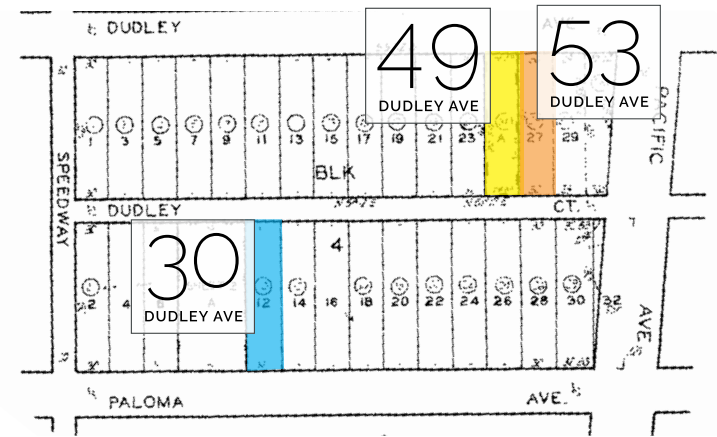 DUDLEY AVE
49
DUDLEY AVE
53
DUDLEY AVE
PACIFIC
1 3 5 7 9 11 13 15 17 19 21 23 A 27 29
BLK
SPEEDWAY
DUDLEY CT.
30
DUDLEY AVE
4
2 4 A 12 14 16 18 20 22 24 26 28 30 32
AVE.
PALOMA AVE.